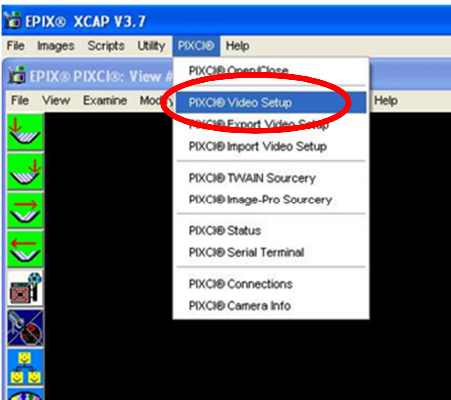 EPIX® XCAP V3.7
File Images Scripts Utility PIXCI® Help
EPIX® PIXCI®: View #
File View Examine Modify Help
PIXCI® Open/Close
PIXCI® Video Setup
PIXCI® Export Video Setup
PIXCI® Import Video Setup
PIXCI® TWAIN Sourcery
PIXCI® Image-Pro Sourcery
PIXCI® Status
PIXCI® Serial Terminal
PIXCI® Connections
PIXCI® Camera Info